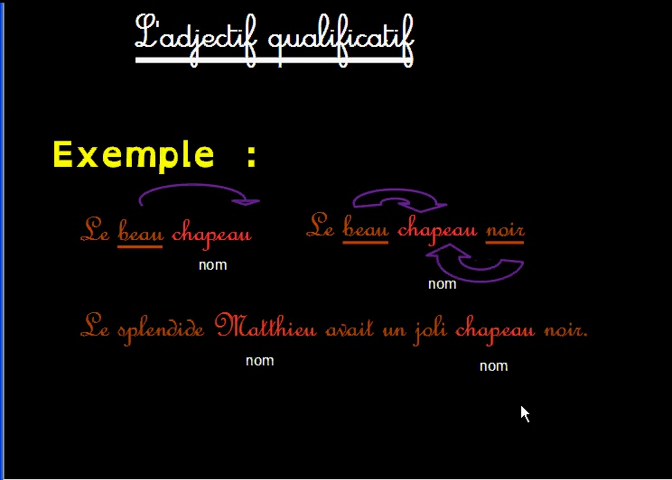 L'adjectif qualificatif
Exemple :
Le beau chapeau
nom
Le beau chapeau noir
nom
Le splendide Matthieu avait un joli chapeau noir.
nom nom